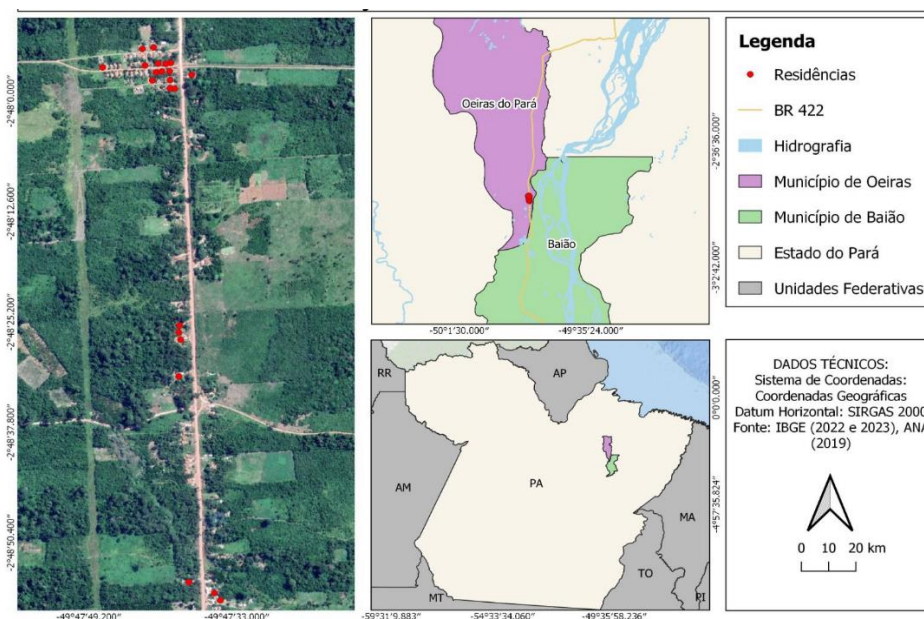 -2°48'0.000"
-2°48'12.600"
-2°48'25.200"
-2°48'37.800"
-2°48'50.400"
-49°47'49.200"
-49°47'33.000"
Oeiras do Pará
Baião
-2°36'36.000"
-3°2'42.000"
-50°1'30.000"
-49°35'24.000"
RR
AP
AM
PA
MA
TO
MT
PI
0°0'0.000"
-4°57'35.824"
-59°31'9.883"
-54°33'34.060"
-49°35'58.236"
Legenda
Residências
BR 422
Hidrografia
Município de Oeiras
Município de Baião
Estado do Pará
Unidades Federativas
DADOS TÉCNICOS:
Sistema de Coordenadas:
Coordenadas Geográficas
Datum Horizontal: SIRGAS 2000
Fonte: IBGE (2022 e 2023), ANA
(2019)
0 10 20 km